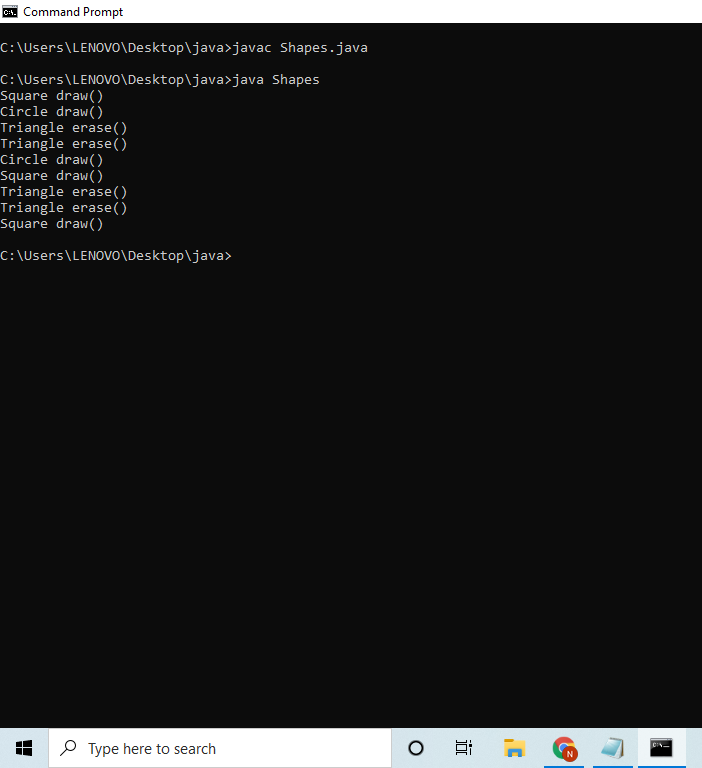 Command Prompt
C:\Users\LENOVO\Desktop\java>javac Shapes.java
C:\Users\LENOVO\Desktop\java>java Shapes
Square draw()
Circle draw()
Triangle erase()
Triangle erase()
Circle draw()
Square draw()
Triangle erase()
Triangle erase()
Square draw()
C:\Users\LENOVO\Desktop\java>
Type here to search
N